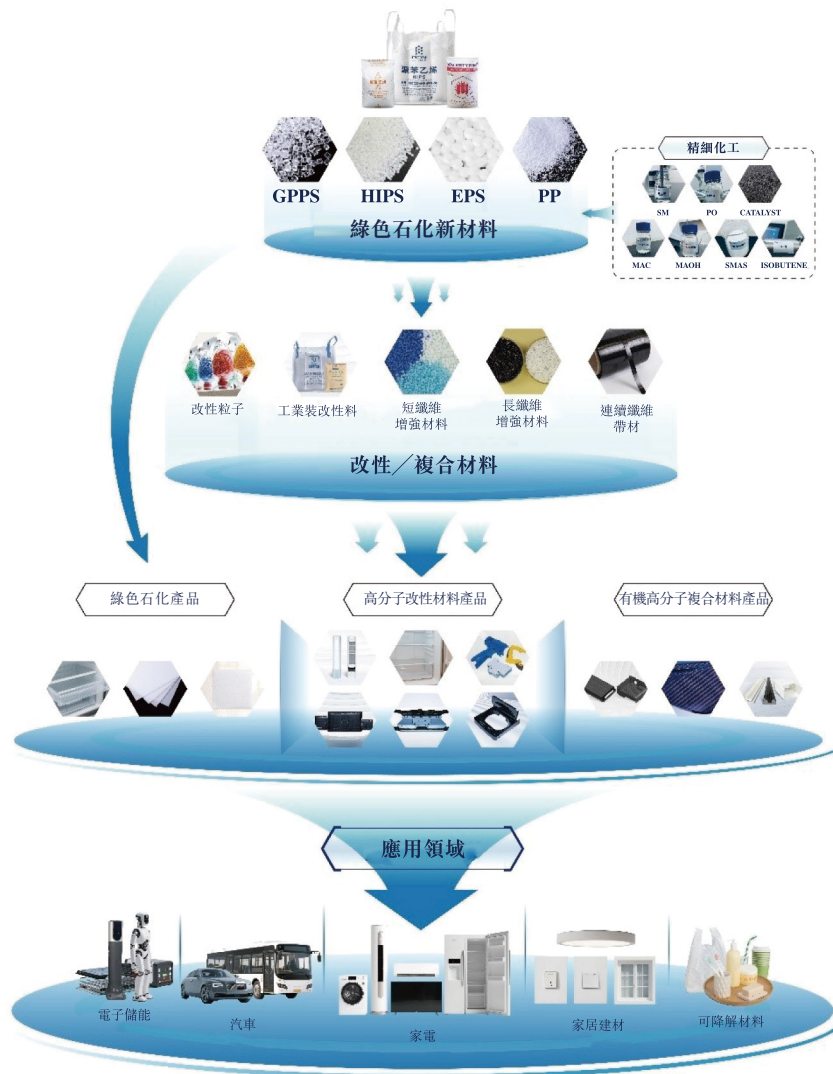 聚苯乙烯
HIPS
GPPS
HIPS
EPS
PP
綠色石化新材料
精細化工
SM
PO
CATALYST
MAC
MAOH
SMAS
ISOBUTENE
改性粒子
工業裝改性料
短纖維
增強材料
長纖維
增強材料
連續纖維
帶材
改性／複合材料
綠色石化產品
高分子改性材料產品
有機高分子複合材料產品
應用領域
電子儲能
汽車
家電
家居建材
可降解材料